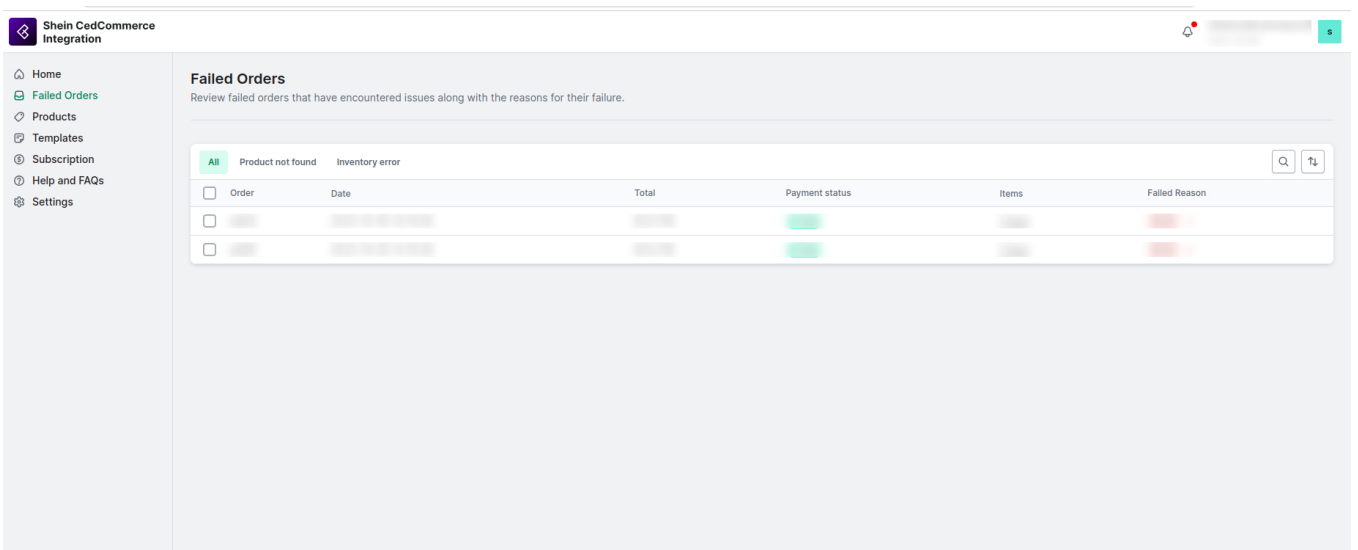 Shein CedCommerce
Integration
s
Home
Failed Orders
Products
Templates
Subscription
Help and FAQs
Settings
Failed Orders
Review failed orders that have encountered issues along with the reasons for their failure.
All Product not found Inventory error
Order Date Total Payment status Items Failed Reason